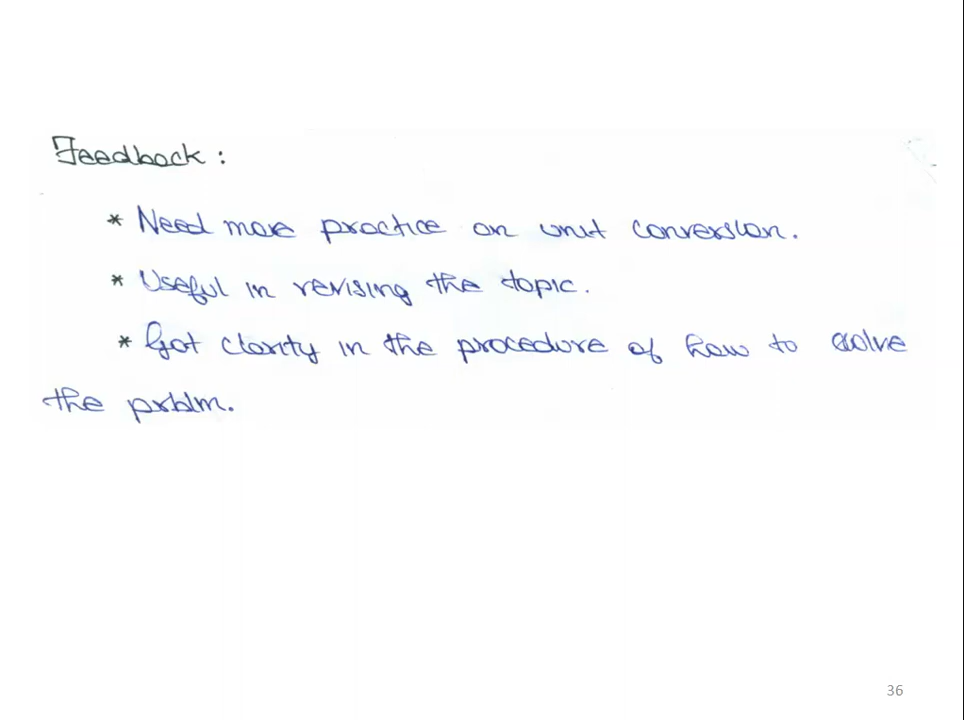 Feedback :
* Need more practice on unit conversion.
* Useful in revising the topic.
* Got clarity in the procedure of how to solve
the prblm.
36